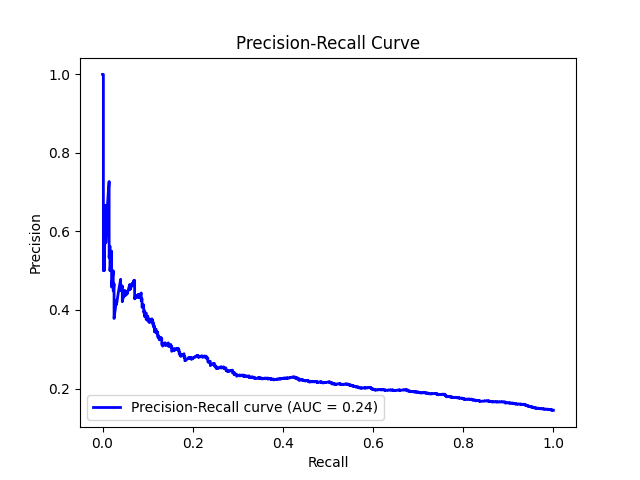 Precision-Recall Curve
1.0
0.8
0.6
0.4
0.2
Precision
Precision-Recall curve (AUC = 0.24)
0.0 0.2 0.4 0.6 0.8 1.0
Recall